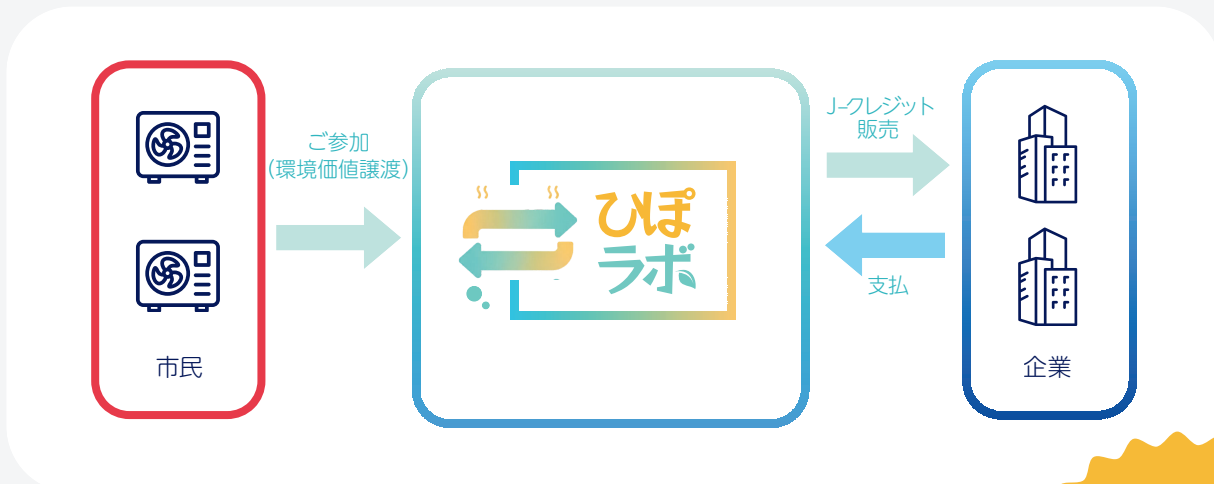 市民
ご参加
(環境価値譲渡)
ひぽ
ラボ
J-クレジット
販売
支払
企業